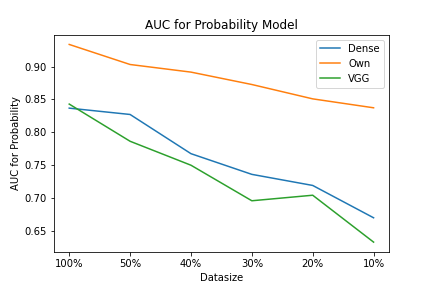 AUC for Probability Model
Dense
Own
VGG
AUC for Probability
0.90
0.85
0.80
0.75
0.70
0.65
100% 50% 40% 30% 20% 10%
Datasize